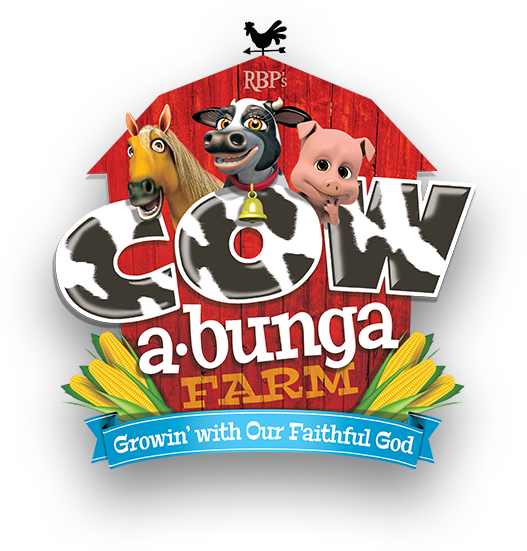 RBP's
COW
a•bunga
FARM
Growin' with Our Faithful God